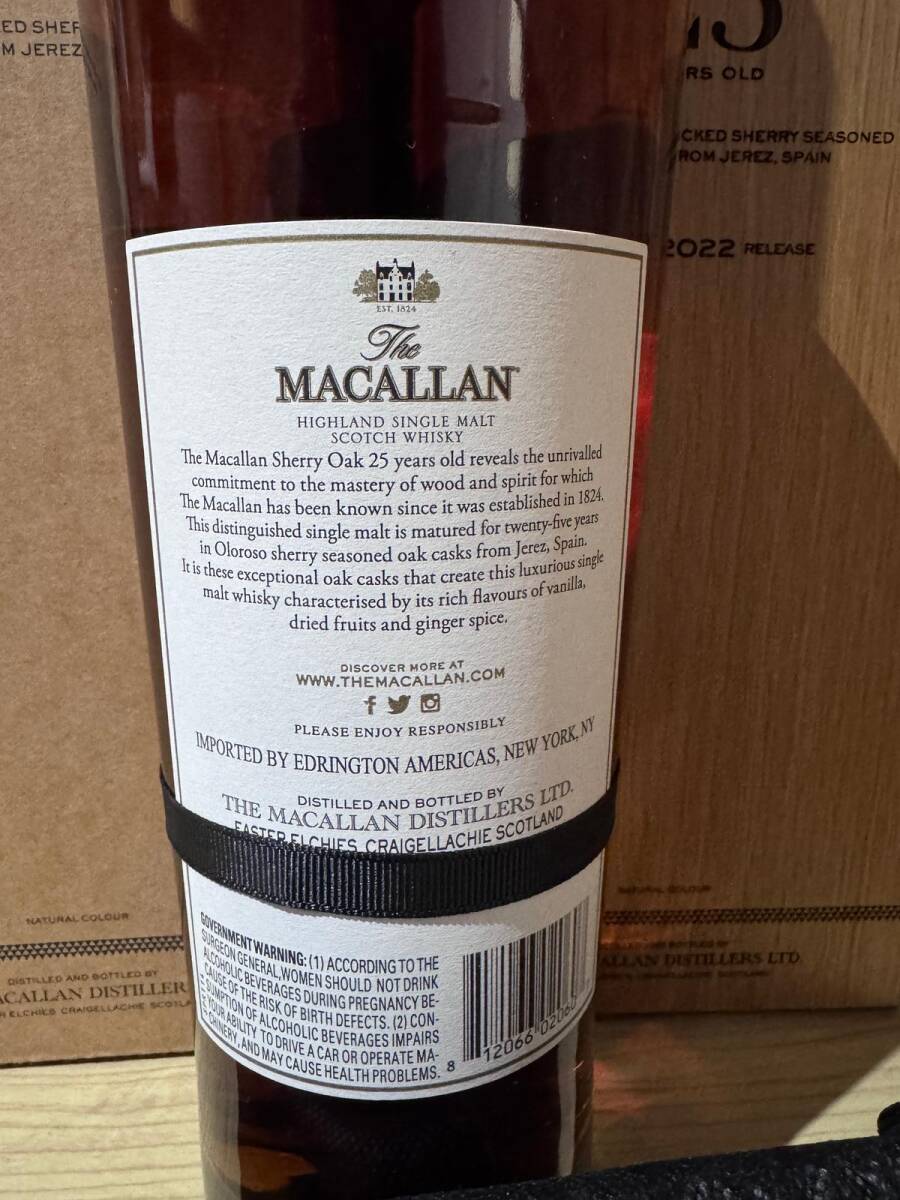 ED SHER
M JEREZ
RS OLD
CKED SHERRY SEASONED
ROM JEREZ, SPAIN
2022 RELEASE
EST. 1824
The
MACALLAN
HIGHLAND SINGLE MALT
SCOTCH WHISKY
The Macallan Sherry Oak 25 years old reveals the unrivalled
commitment to the mastery of wood and spirit for which
The Macallan has been known since it was established in 1824.
This distinguished single malt is matured for twenty-five years
in Oloroso sherry seasoned oak casks from Jerez, Spain.
It is these exceptional oak casks that create this luxurious single
malt whisky characterised by its rich flavours of vanilla,
dried fruits and ginger spice.
DISCOVER MORE AT
WWW.THEMACALLAN.COM
PLEASE ENJOY RESPONSIBLY
IMPORTED BY EDRINGTON AMERICAS, NEW YORK, NY
DISTILLED AND BOTTLED BY
THE MACALLAN DISTILLERS LTD.
EASTER ELCHIES, CRAIGELLACHIE SCOTLAND
GOVERNMENT WARNING: (1) ACCORDING TO THE
SURGEON GENERAL, WOMEN SHOULD NOT DRINK
ALCOHOLIC BEVERAGES DURING PREGNANCY BE-
CAUSE OF THE RISK OF BIRTH DEFECTS. (2) CON-
SUMPTION OF ALCOHOLIC BEVERAGES IMPAIRS
YOUR ABILITY TO DRIVE A CAR OR OPERATE MA-
CHINERY, AND MAY CAUSE HEALTH PROBLEMS.
8 12066 02060
NATURAL COLOUR
DISTILLED AND BOTTLED BY
ACALLAN DISTILLER
R ELCHIES CRAIGELLACHIE SCOTLA
NATURAL COLOUR
ALLAN DISTILLERS LTD.